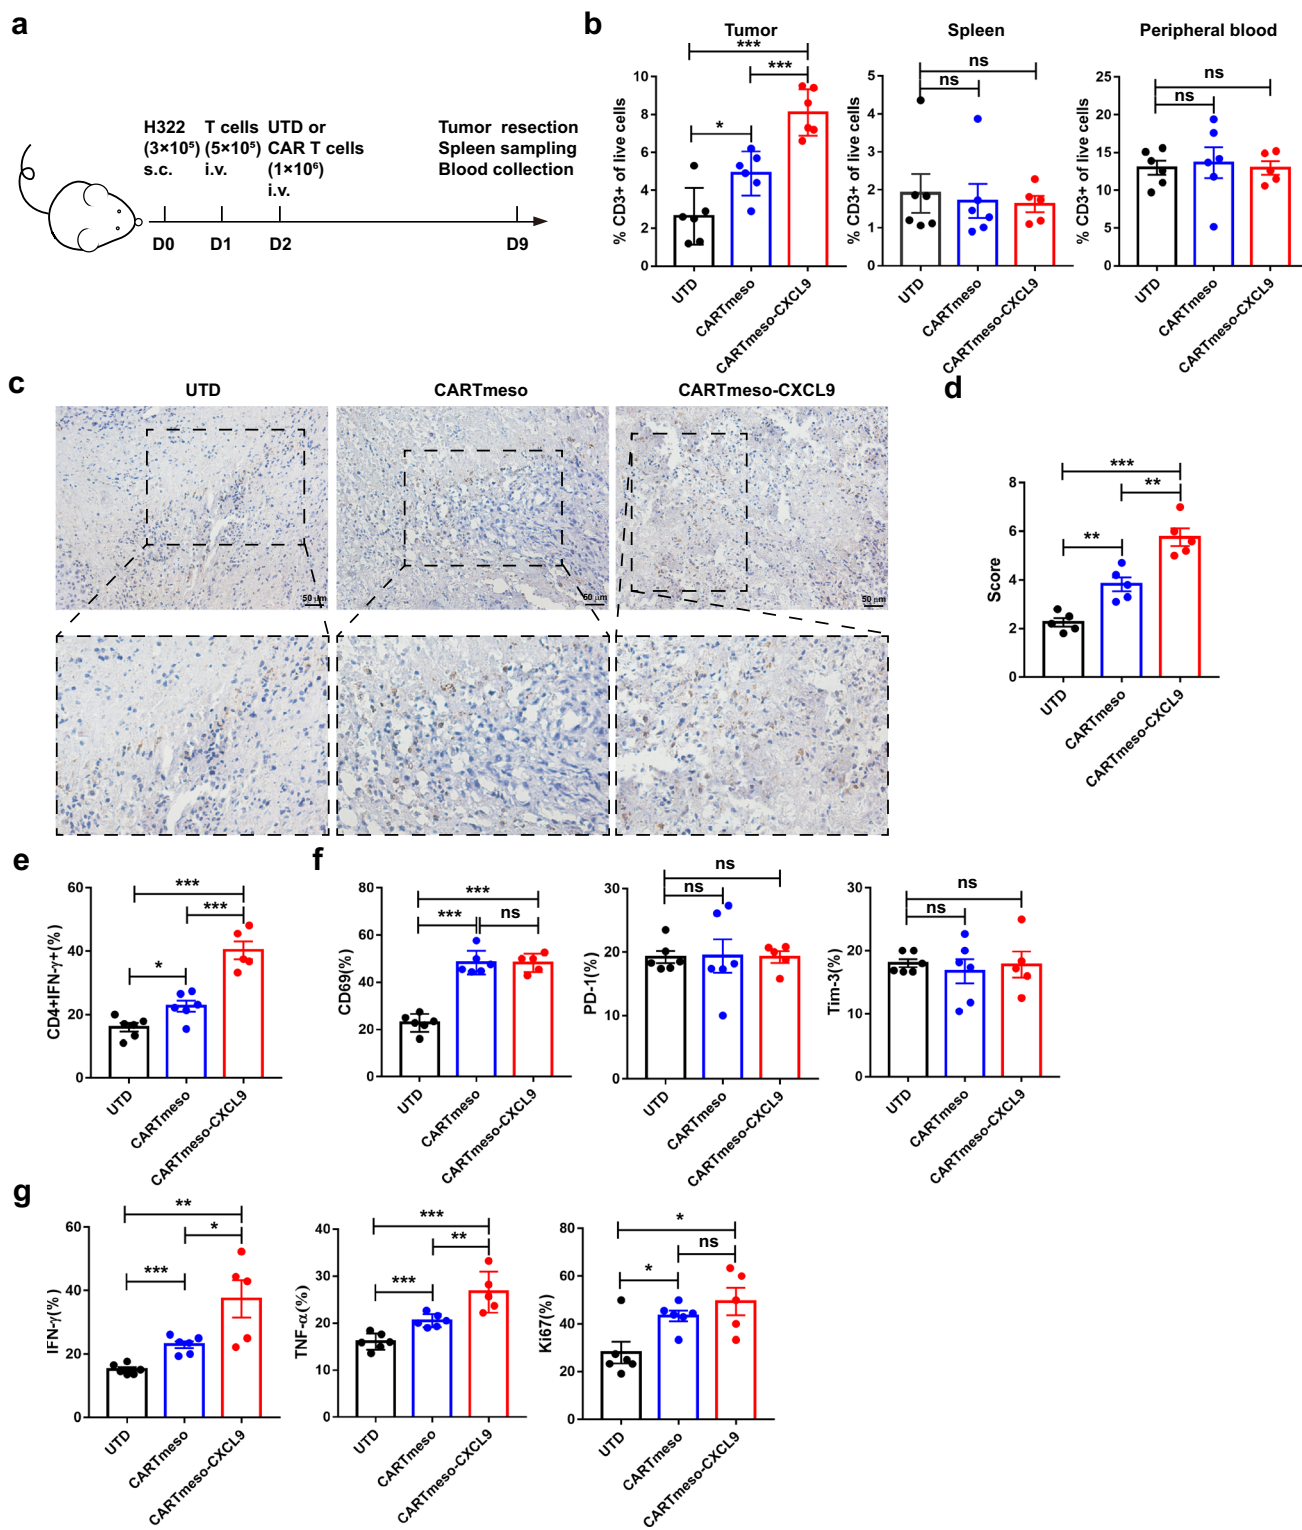 a
H322
(3×10⁵)
s.c.
T cells
(5×10⁵)
i.v.
UTD or
CAR T cells
(1×10⁶)
i.v.
Tumor resection
Spleen sampling
Blood collection
D0
D1
D2
D9
b
Tumor
***
***
*
% CD3+ of live cells
10
8
6
4
2
0
UTD
CARTmeso
CARTmeso-CXCL9
Spleen
ns
ns
% CD3+ of live cells
5
4
3
2
1
0
UTD
CARTmeso
CARTmeso-CXCL9
Peripheral blood
ns
ns
% CD3+ of live cells
25
20
15
10
5
0
UTD
CARTmeso
CARTmeso-CXCL9
c
UTD
CARTmeso
CARTmeso-CXCL9
50 μm
50 μm
50 μm
d
***
**
**
Score
8
6
4
2
0
UTD
CARTmeso
CARTmeso-CXCL9
e
***
***
*
CD4+IFN-γ+(%)
60
40
20
0
UTD
CARTmeso
CARTmeso-CXCL9
f
***
***
ns
CD69(%)
80
60
40
20
0
UTD
CARTmeso
CARTmeso-CXCL9
ns
ns
PD-1(%)
30
20
10
0
UTD
CARTmeso
CARTmeso-CXCL9
ns
ns
Tim-3(%)
30
20
10
0
UTD
CARTmeso
CARTmeso-CXCL9
g
**
*
***
IFN-γ(%)
60
40
20
0
UTD
CARTmeso
CARTmeso-CXCL9
***
**
***
TNF-α(%)
40
30
20
10
0
UTD
CARTmeso
CARTmeso-CXCL9
*
ns
*
Ki67(%)
80
60
40
20
0
UTD
CARTmeso
CARTmeso-CXCL9